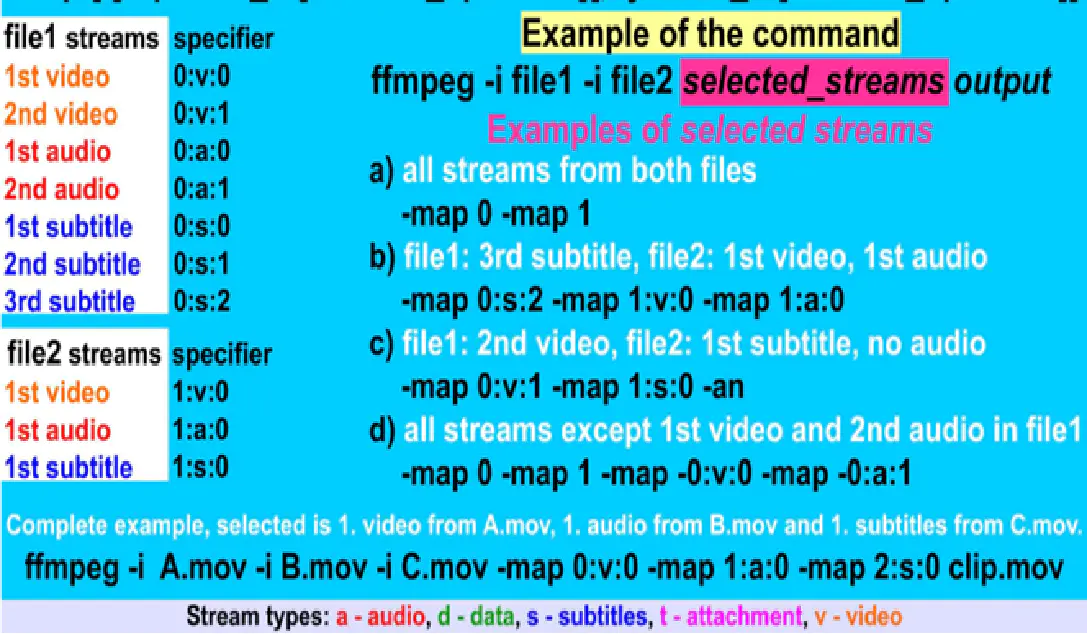 file1 streams specifier
1st video 0:v:0
2nd video 0:v:1
1st audio 0:a:0
2nd audio 0:a:1
1st subtitle 0:s:0
2nd subtitle 0:s:1
3rd subtitle 0:s:2
file2 streams specifier
1st video 1:v:0
1st audio 1:a:0
1st subtitle 1:s:0
Example of the command
ffmpeg -i file1 -i file2 selected_streams output
Examples of selected streams
a) all streams from both files
-map 0 -map 1
b) file1: 3rd subtitle, file2: 1st video, 1st audio
-map 0:s:2 -map 1:v:0 -map 1:a:0
c) file1: 2nd video, file2: 1st subtitle, no audio
-map 0:v:1 -map 1:s:0 -an
d) all streams except 1st video and 2nd audio in file1
-map 0 -map 1 -map -0:v:0 -map -0:a:1
Complete example, selected is 1. video from A.mov, 1. audio from B.mov and 1. subtitles from C.mov.
ffmpeg -i A.mov -i B.mov -i C.mov -map 0:v:0 -map 1:a:0 -map 2:s:0 clip.mov
Stream types: a - audio, d - data, s - subtitles, t - attachment, v - video